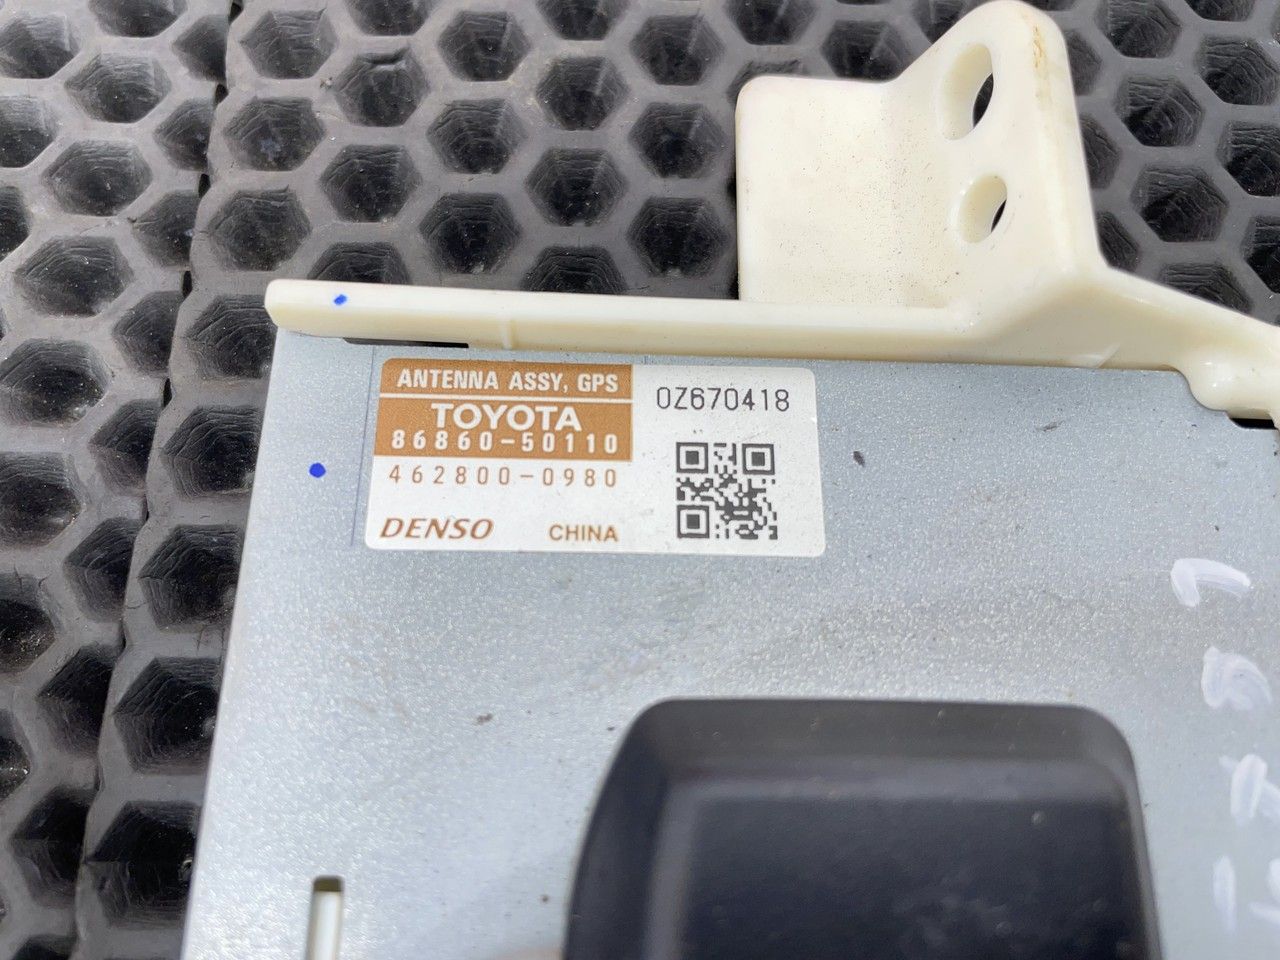 ANTENNA ASSY, GPS
TOYOTA
86860-50110
462800-0980
DENSO CHINA
0Z670418